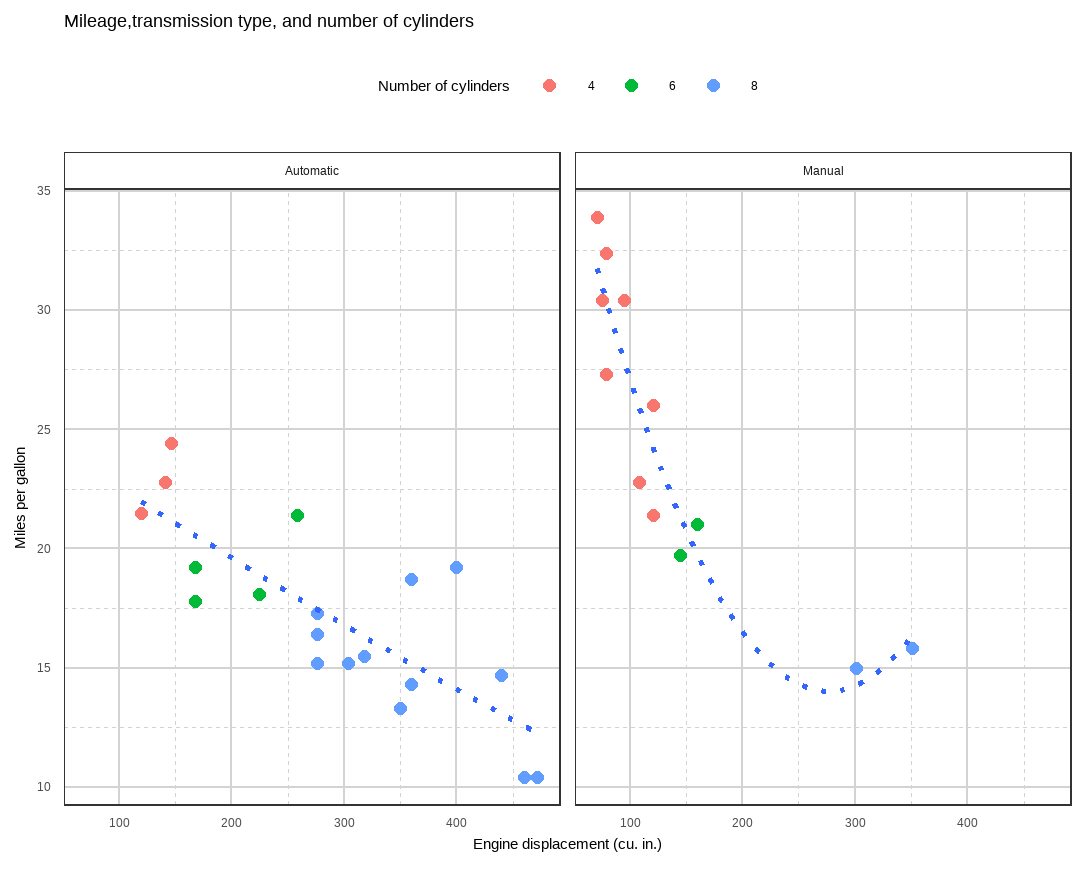 Mileage,transmission type, and number of cylinders
Number of cylinders 4 6 8
Automatic Manual
35
30
25
20
15
10
Miles per gallon
100 200 300 400 100 200 300 400
Engine displacement (cu. in.)